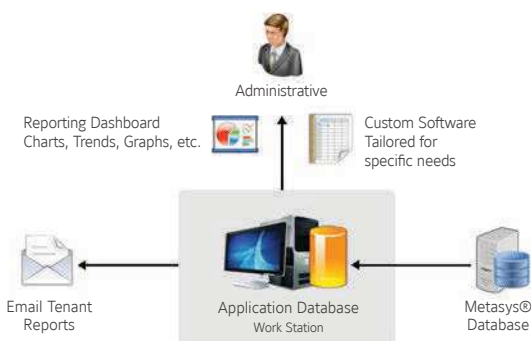 Administrative
Reporting Dashboard
Charts, Trends, Graphs, etc.
Custom Software
Tailored for
specific needs
Email Tenant
Reports
Application Database
Work Station
Metasys®
Database